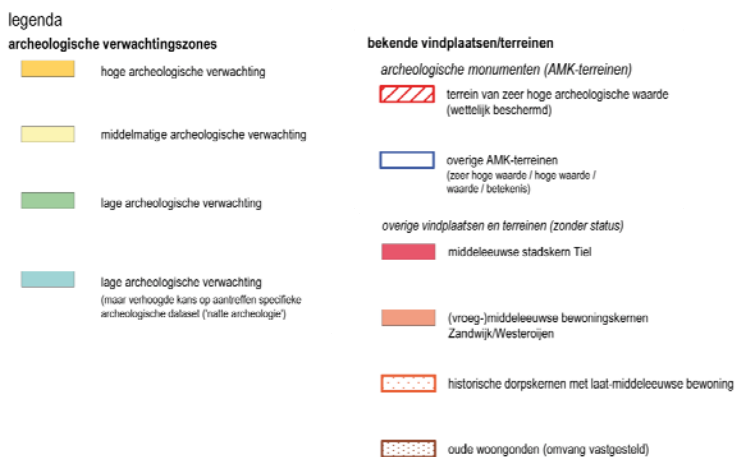 legenda
archeologische verwachtingszones
hoge archeologische verwachting
middelmatige archeologische verwachting
lage archeologische verwachting
lage archeologische verwachting
(maar verhoogde kans op aantreffen specifieke
archeologische datasel ('natte archeologie')
bekende vindplaatsen/terreinen
archeologische monumenten (AMK-terreinen)
terrein van zeer hoge archeologische waarde
(wettelijk beschermd)
overige AMK-terreinen
(zeer hoge waarde / hoge waarde /
waarde / betekenis)
overige vindplaatsen en terreinen (zonder status)
middeleeuwse stadskern Tiel
(vroeg-)middeleeuwse bewoningskernen
Zandwijk/Westeroijen
historische dorpskernen met laat-middeleeuwse bewoning
oude woongonden (omvang vastgesteld)